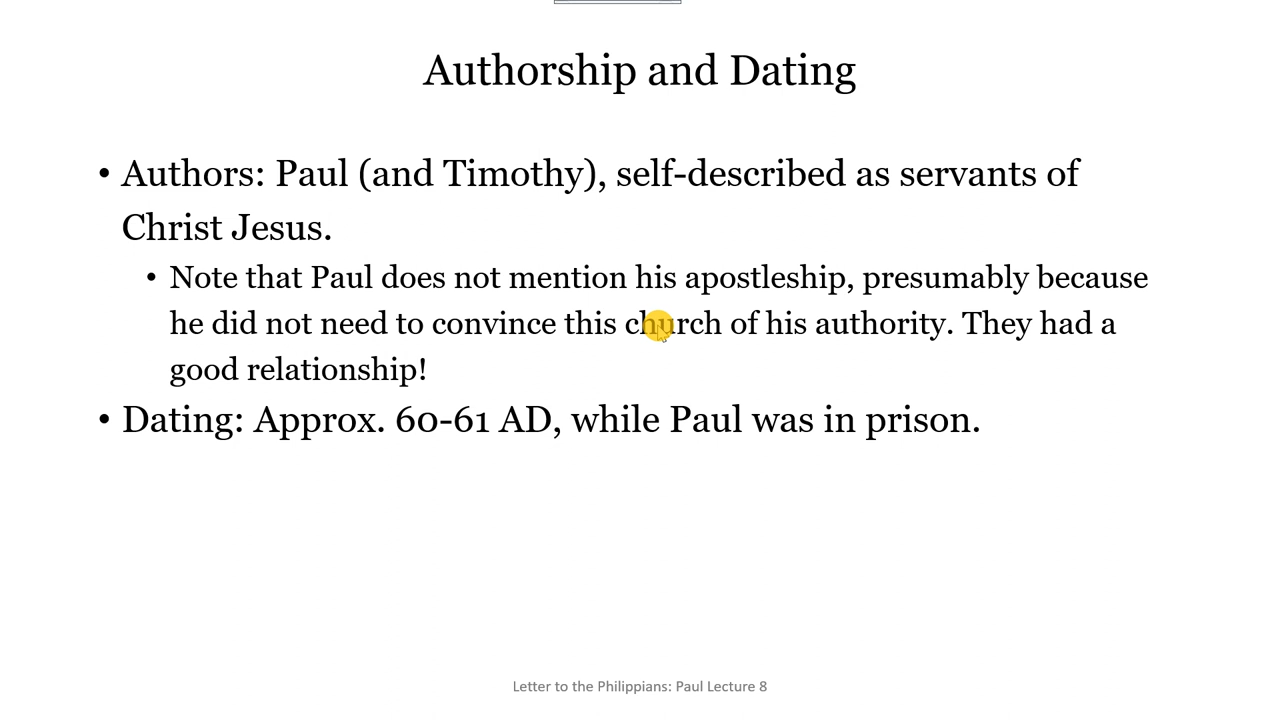 Authorship and Dating
• Authors: Paul (and Timothy), self-described as servants of
Christ Jesus.
• Note that Paul does not mention his apostleship, presumably because
he did not need to convince this church of his authority. They had a
good relationship!
• Dating: Approx. 60-61 AD, while Paul was in prison.
Letter to the Philippians: Paul Lecture 8